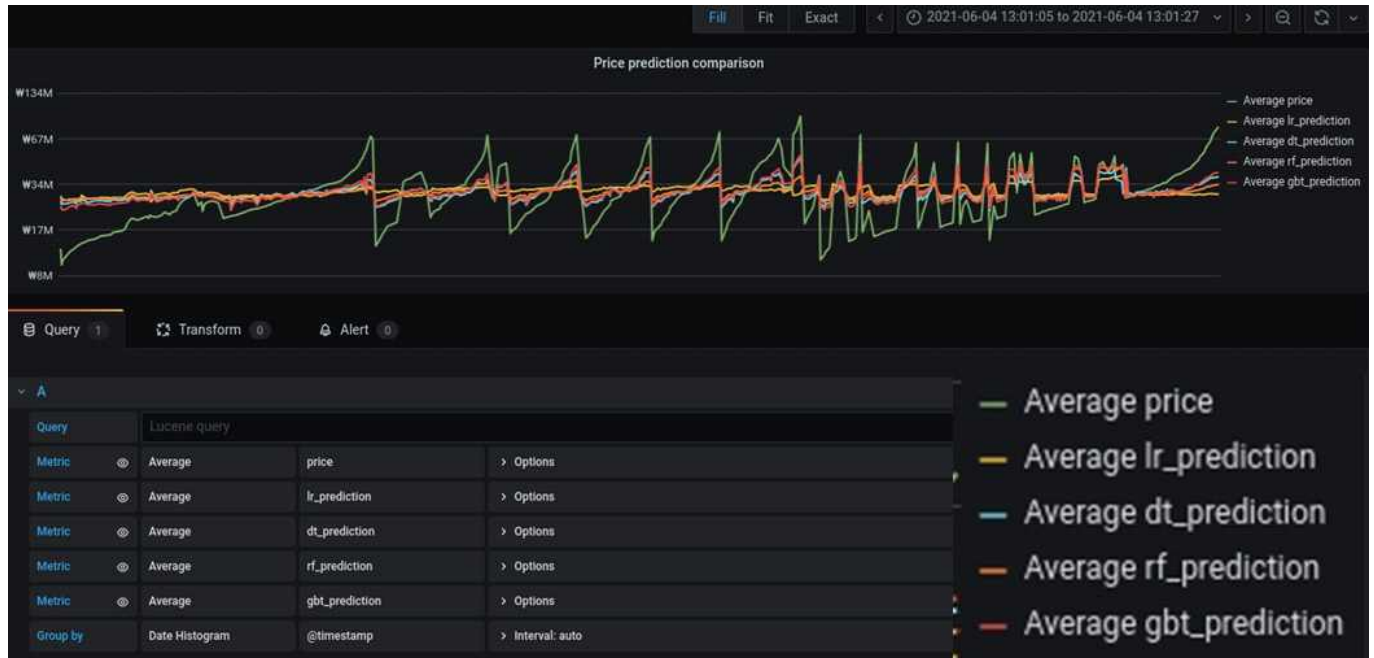 Fill Fit Exact 2021-06-04 13:01:05 to 2021-06-04 13:01:27
Price prediction comparison
₩134M
₩67M
₩34M
₩17M
₩8M
Average price
Average lr_prediction
Average dt_prediction
Average rf_prediction
Average gbt_prediction
Query 1 Transform 0 Alert 0
A
Query Lucene query
Metric Average price > Options
Metric Average lr_prediction > Options
Metric Average dt_prediction > Options
Metric Average rf_prediction > Options
Metric Average gbt_prediction > Options
Group by Date Histogram @timestamp > Interval: auto
Average price
Average lr_prediction
Average dt_prediction
Average rf_prediction
Average gbt_prediction